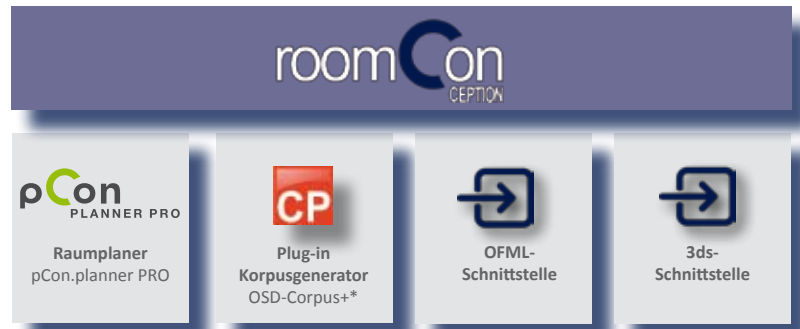 roomCon
CEPTION
pCon
PLANNER PRO
Raumplaner
pCon.planner PRO
CP
Plug-in
Korpusgenerator
OSD-Corpus+*
OFML-
Schnittstelle
3ds-
Schnittstelle